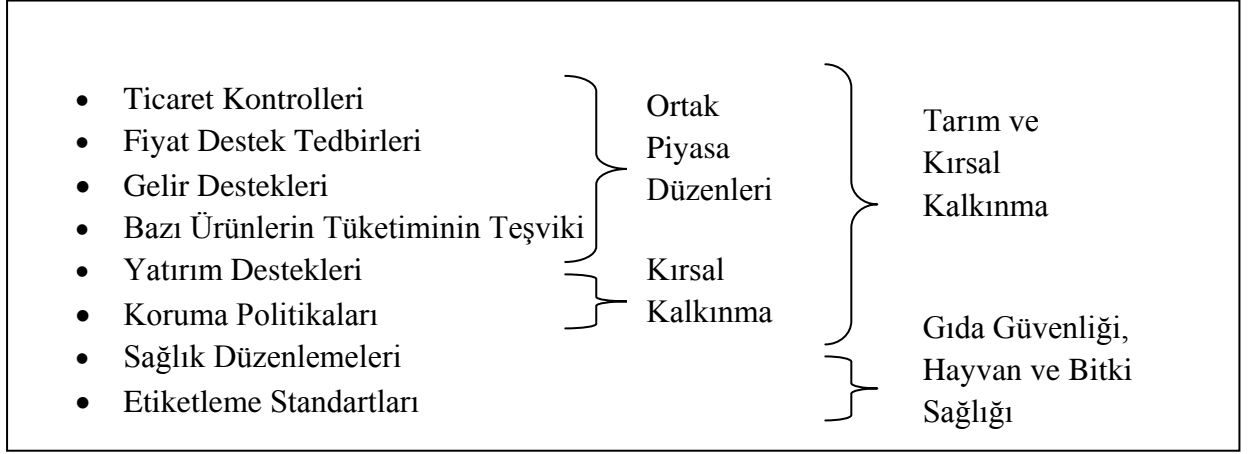 • Ticaret Kontrolleri
• Fiyat Destek Tedbirleri
• Gelir Destekleri
• Bazı Ürünlerin Tüketiminin Teşviki
• Yatırım Destekleri
• Koruma Politikaları
• Sağlık Düzenlemeleri
• Etiketleme Standartları
Ortak
Piyasa
Düzenleri
Kırsal
Kalkınma
Tarım ve
Kırsal
Kalkınma
Gıda Güvenliği,
Hayvan ve Bitki
Sağlığı